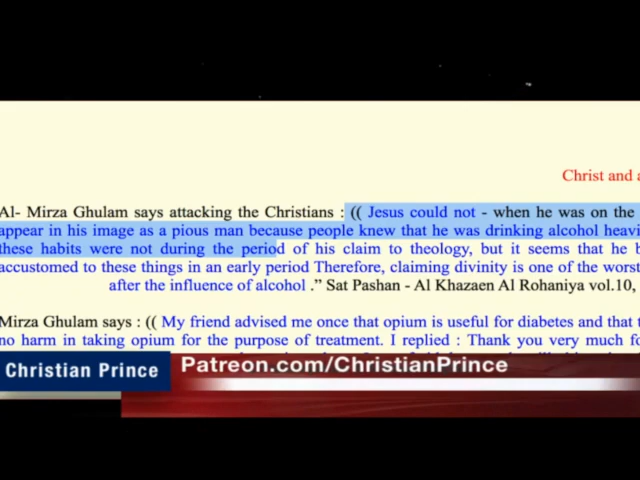 Christ and a
Al- Mirza Ghulam says attacking the Christians : (( Jesus could not - when he was on the
appear in his image as a pious man because people knew that he was drinking alcohol heavi
these habits were not during the period of his claim to theology, but it seems that he b
accustomed to these things in an early period Therefore, claiming divinity is one of the worst
after the influence of alcohol .” Sat Pashan - Al Khazaen Al Rohaniya vol.10,
Mirza Ghulam says : (( My friend advised me once that opium is useful for diabetes and that t
no harm in taking opium for the purpose of treatment. I replied : Thank you very much fo
Christian Prince
Patreon.com/ChristianPrince